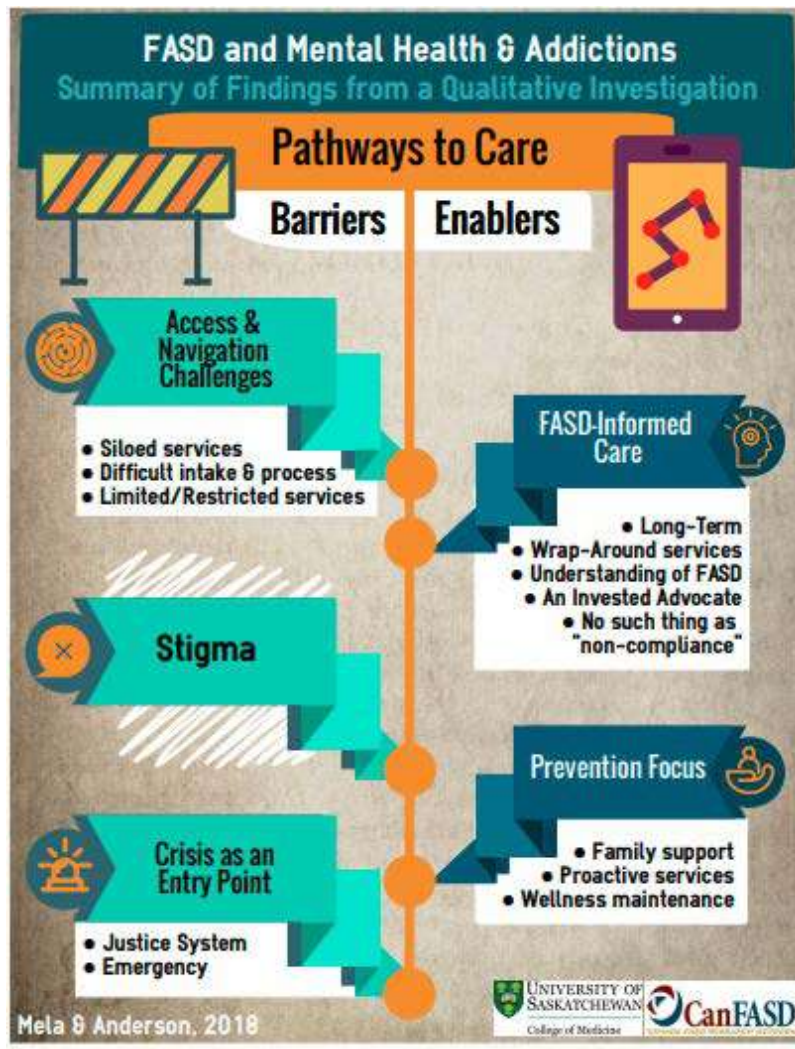 FASD and Mental Health & Addictions
Summary of Findings from a Qualitative Investigation
Pathways to Care
Barriers
Enablers
Access &
Navigation
Challenges
● Siloed services
● Difficult intake & process
● Limited/Restricted services
FASD-Informed
Care
● Long-Term
● Wrap-Around services
● Understanding of FASD
● An Invested Advocate
● No such thing as
"non-compliance"
Stigma
Prevention Focus
● Family support
● Proactive services
● Wellness maintenance
Crisis as an
Entry Point
● Justice System
● Emergency
Mela & Anderson, 2018
UNIVERSITY OF
SASKATCHEWAN
College of Medicine
CanFASD